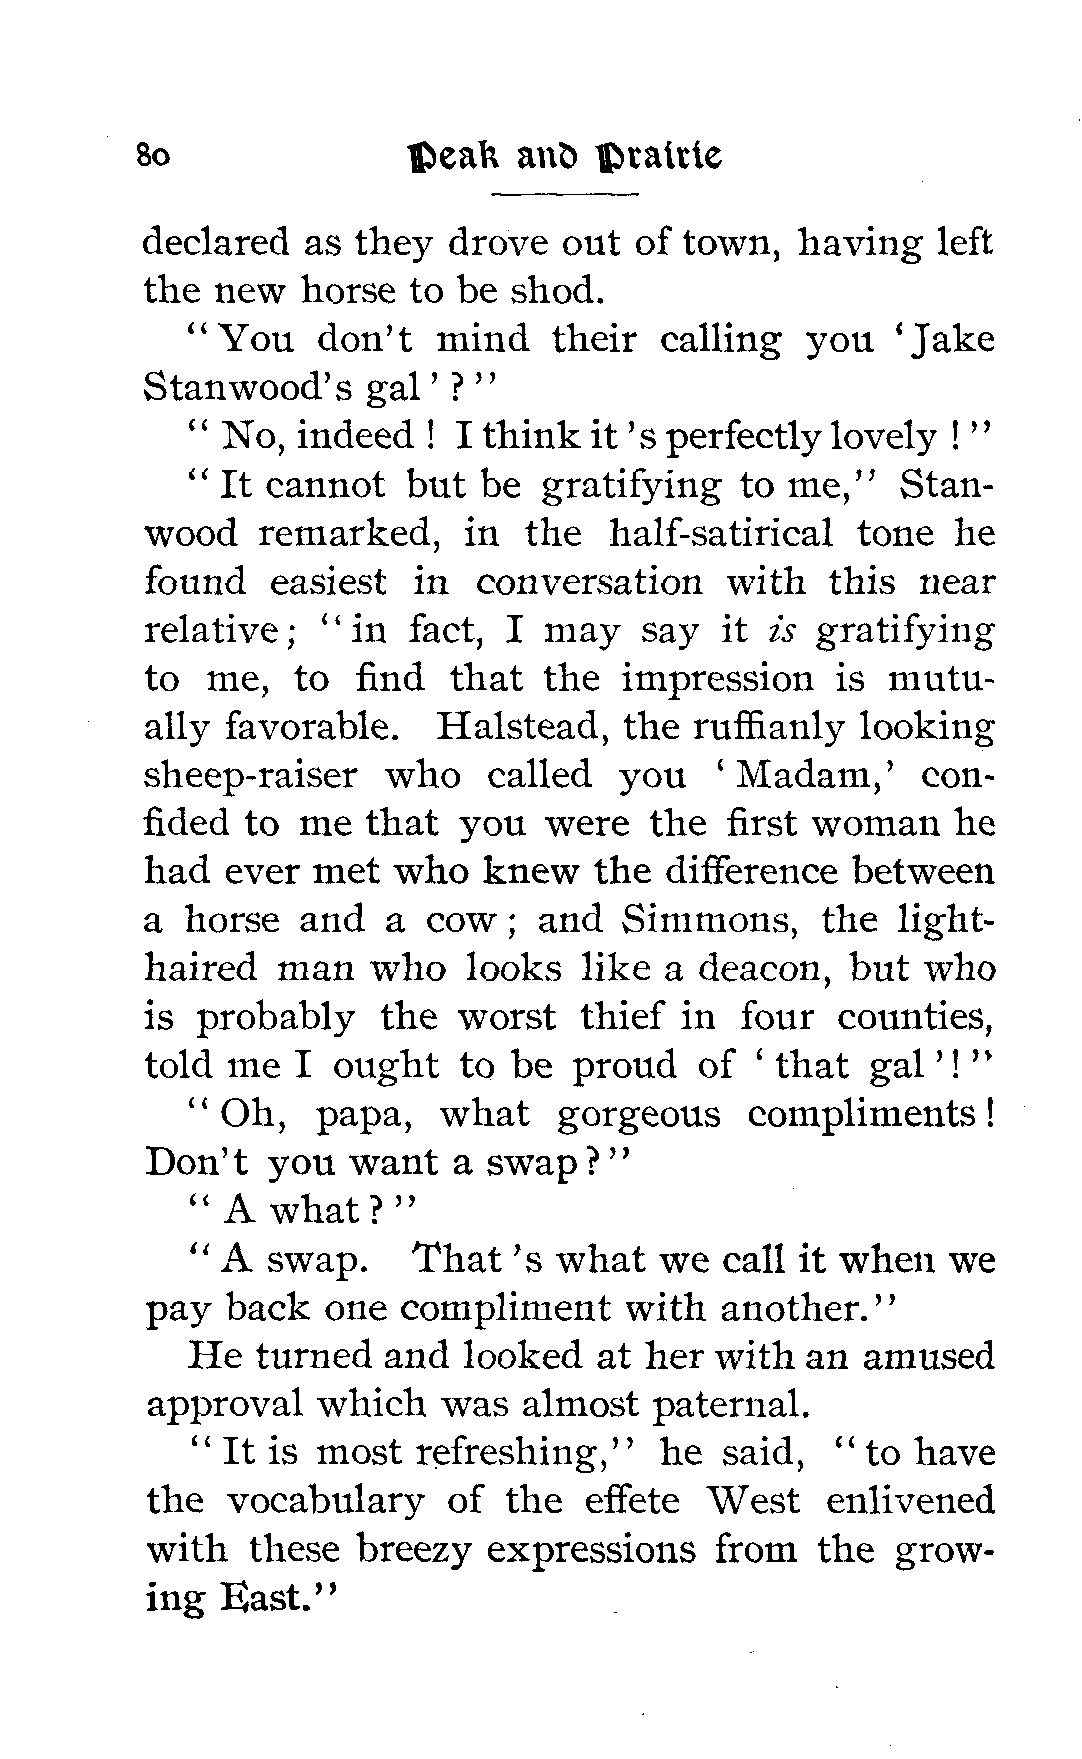 80 Peak and Prairie
declared as they drove out of town, having left
the new horse to be shod.
"You don't mind their calling you 'Jake
Stanwood's gal'?"
"No, indeed! I think it's perfectly lovely!"
"It cannot but be gratifying to me," Stan-
wood remarked, in the half-satirical tone he
found easiest in conversation with this near
relative; "in fact, I may say it is gratifying
to me, to find that the impression is mutu-
ally favorable. Halstead, the ruffianly looking
sheep-raiser who called you 'Madam,' con-
fided to me that you were the first woman he
had ever met who knew the difference between
a horse and a cow; and Simmons, the light-
haired man who looks like a deacon, but who
is probably the worst thief in four counties,
told me I ought to be proud of 'that gal'!"
"Oh, papa, what gorgeous compliments!
Don't you want a swap?"
"A what?"
"A swap. That's what we call it when we
pay back one compliment with another."
He turned and looked at her with an amused
approval which was almost paternal.
"It is most refreshing," he said, "to have
the vocabulary of the effete West enlivened
with these breezy expressions from the grow-
ing East."